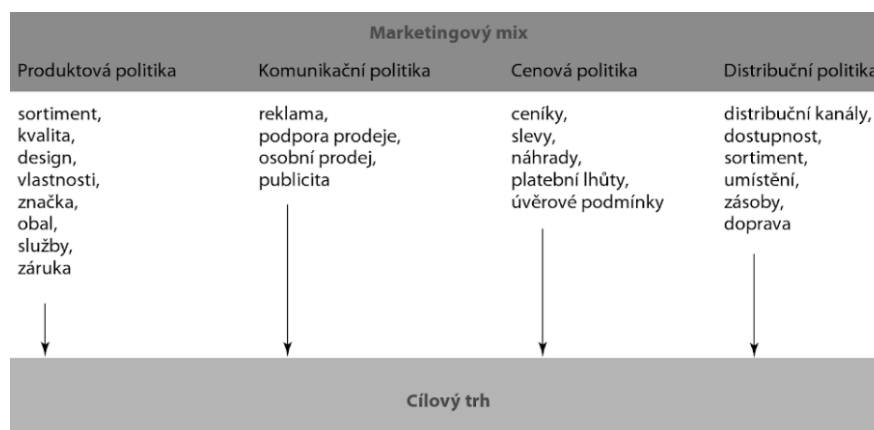 Marketingový mix
Produktová politika
Komunikační politika
Cenová politika
Distribuční politika
sortiment,
kvalita,
design,
vlastnosti,
značka,
obal,
služby,
záruka
reklama,
podpora prodeje,
osobní prodej,
publicita
ceníky,
slevy,
náhrady,
platební lhůty,
úvěrové podmínky
distribuční kanály,
dostupnost,
sortiment,
umístění,
zásoby,
doprava
Cílový trh